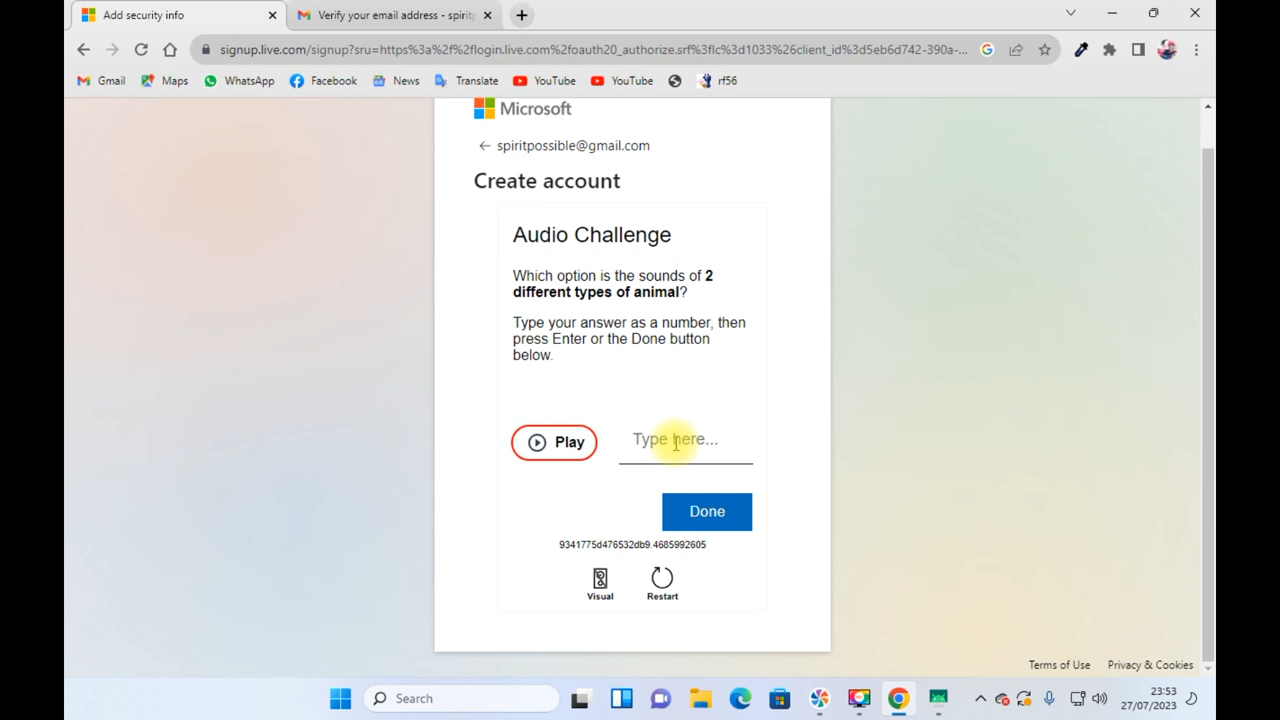 Add security info
Verify your email address - spirit
signup.live.com/signup?sru=https%3a%2f%2flogin.live.com%2foauth20_authorize.srf%3flc%3d1033%26client_id%3d5eb6d742-390a-...
Gmail
Maps
WhatsApp
Facebook
News
Translate
YouTube
YouTube
rf56
Microsoft
spiritpossible@gmail.com
Create account
Audio Challenge
Which option is the sounds of 2
different types of animal?
Type your answer as a number, then
press Enter or the Done button
below.
Play
Type here...
Done
9341775d476532db9.4685992605
Visual
Restart
Terms of Use
Privacy & Cookies
Search
23:53
27/07/2023